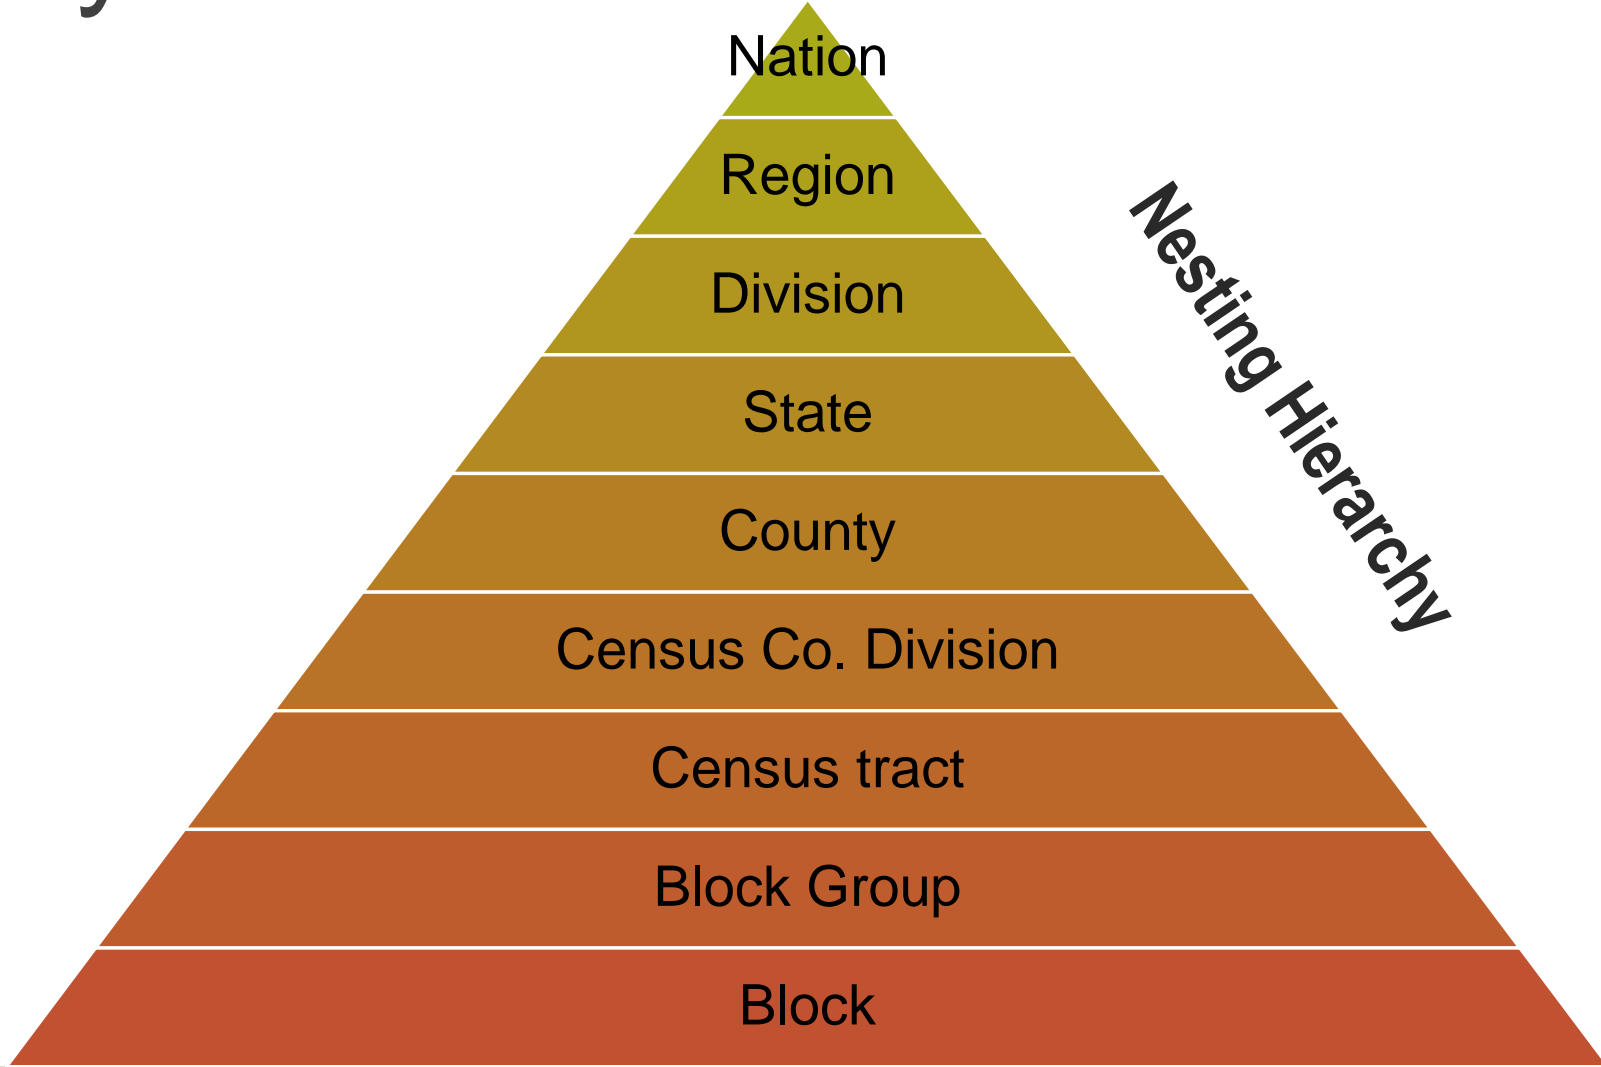 Nation
Region
Division
State
County
Census Co. Division
Census tract
Block Group
Block
Nesting Hierarchy